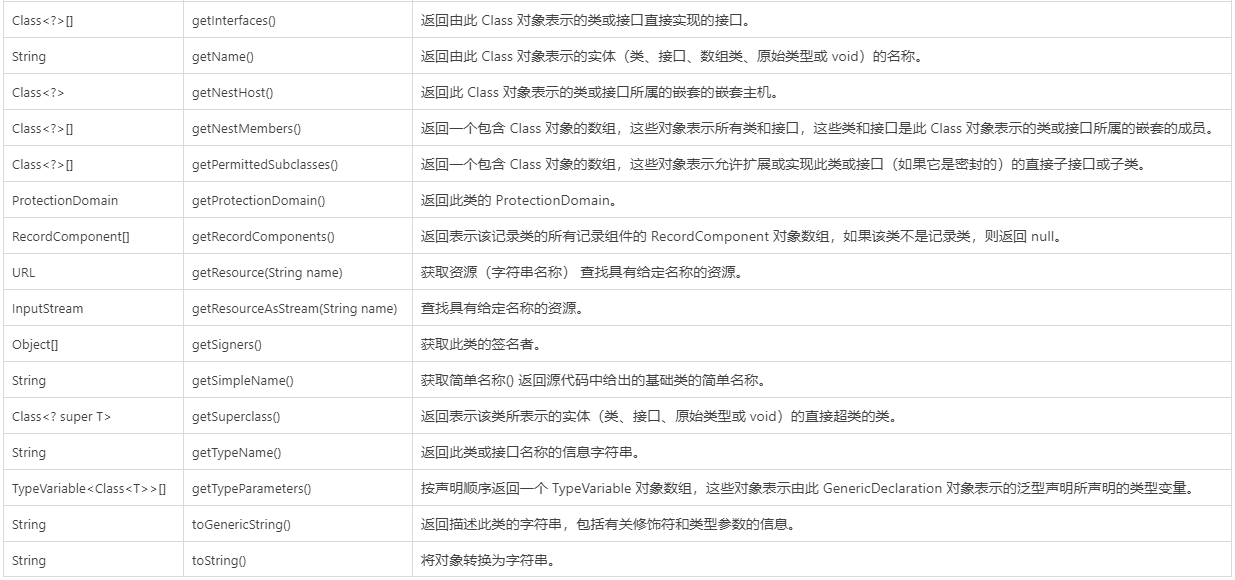 Class<?>[] getInterfaces() 返回由此 Class 对象表示的类或接口直接实现的接口。
String getName() 返回由此 Class 对象表示的实体（类、接口、数组类、原始类型或 void）的名称。
Class<?> getNestHost() 返回此 Class 对象表示的类或接口所属的嵌套的嵌套主机。
Class<?>[] getNestMembers() 返回一个包含 Class 对象的数组，这些对象表示所有类和接口，这些类和接口是此 Class 对象表示的类或接口所属的嵌套的成员。
Class<?>[] getPermittedSubclasses() 返回一个包含 Class 对象的数组，这些对象表示允许扩展或实现此类或接口（如果它是密封的）的直接子接口或子类。
ProtectionDomain getProtectionDomain() 返回此类的 ProtectionDomain。
RecordComponent[] getRecordComponents() 返回表示该记录类的所有记录组件的 RecordComponent 对象数组，如果该类不是记录类，则返回 null。
URL getResource(String name) 获取资源（字符串名称） 查找具有给定名称的资源。
InputStream getResourceAsStream(String name) 查找具有给定名称的资源。
Object[] getSigners() 获取此类的签名者。
String getSimpleName() 获取简单名称() 返回源代码中给出的基础类的简单名称。
Class<? super T> getSuperclass() 返回表示该类所表示的实体（类、接口、原始类型或 void）的直接超类的类。
String getTypeName() 返回此类或接口名称的信息字符串。
TypeVariable<Class<T>>[] getTypeParameters() 按声明顺序返回一个 TypeVariable 对象数组，这些对象表示由此 GenericDeclaration 对象表示的泛型声明所声明的类型变量。
String toGenericString() 返回描述此类的字符串，包括有关修饰符和类型参数的信息。
String toString() 将对象转换为字符串。